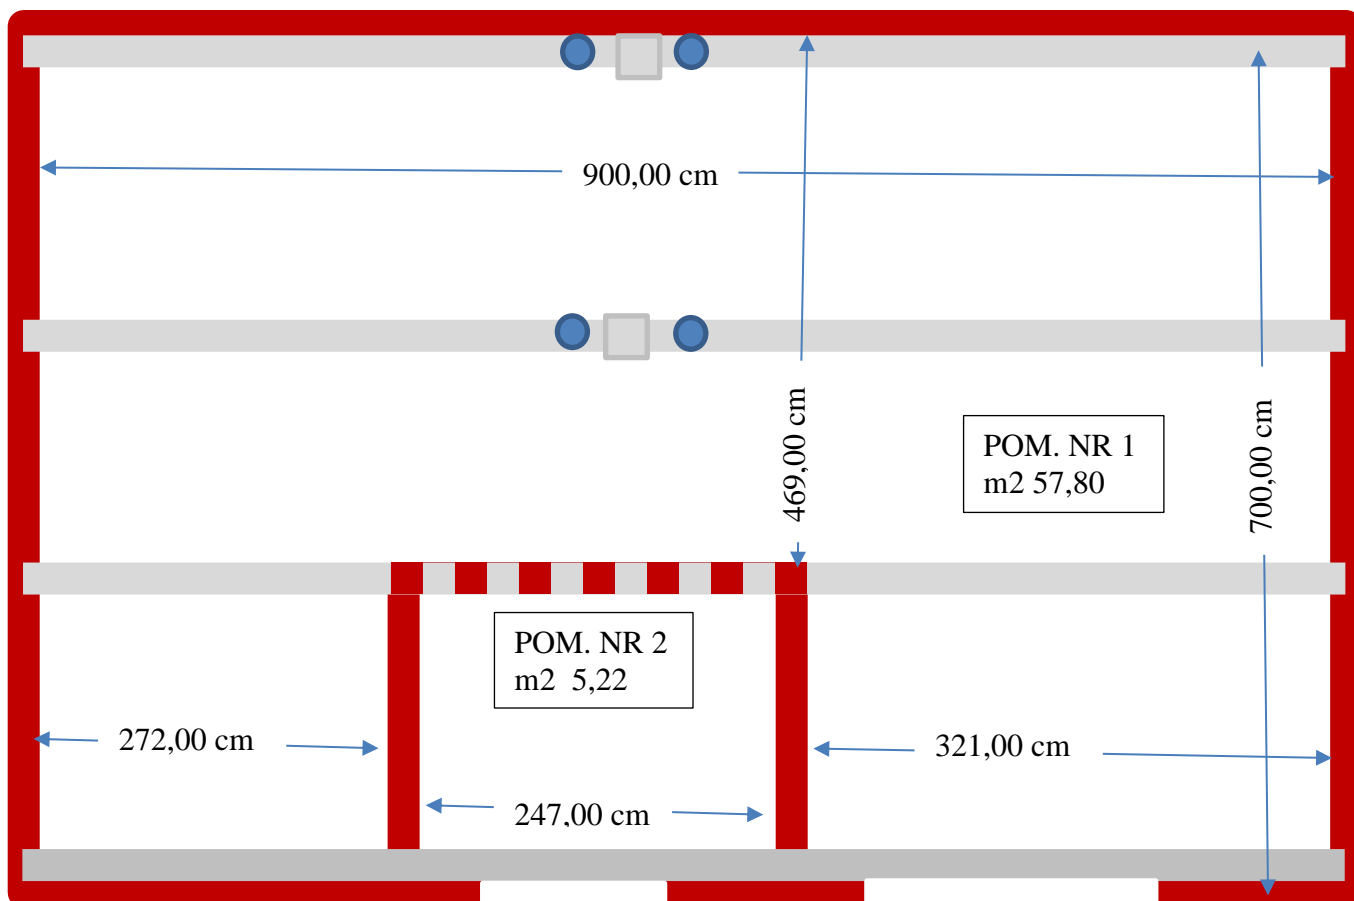 900,00 cm
469,00 cm
700,00 cm
POM. NR 1
m2 57,80
POM. NR 2
m2  5,22
272,00 cm
247,00 cm
321,00 cm